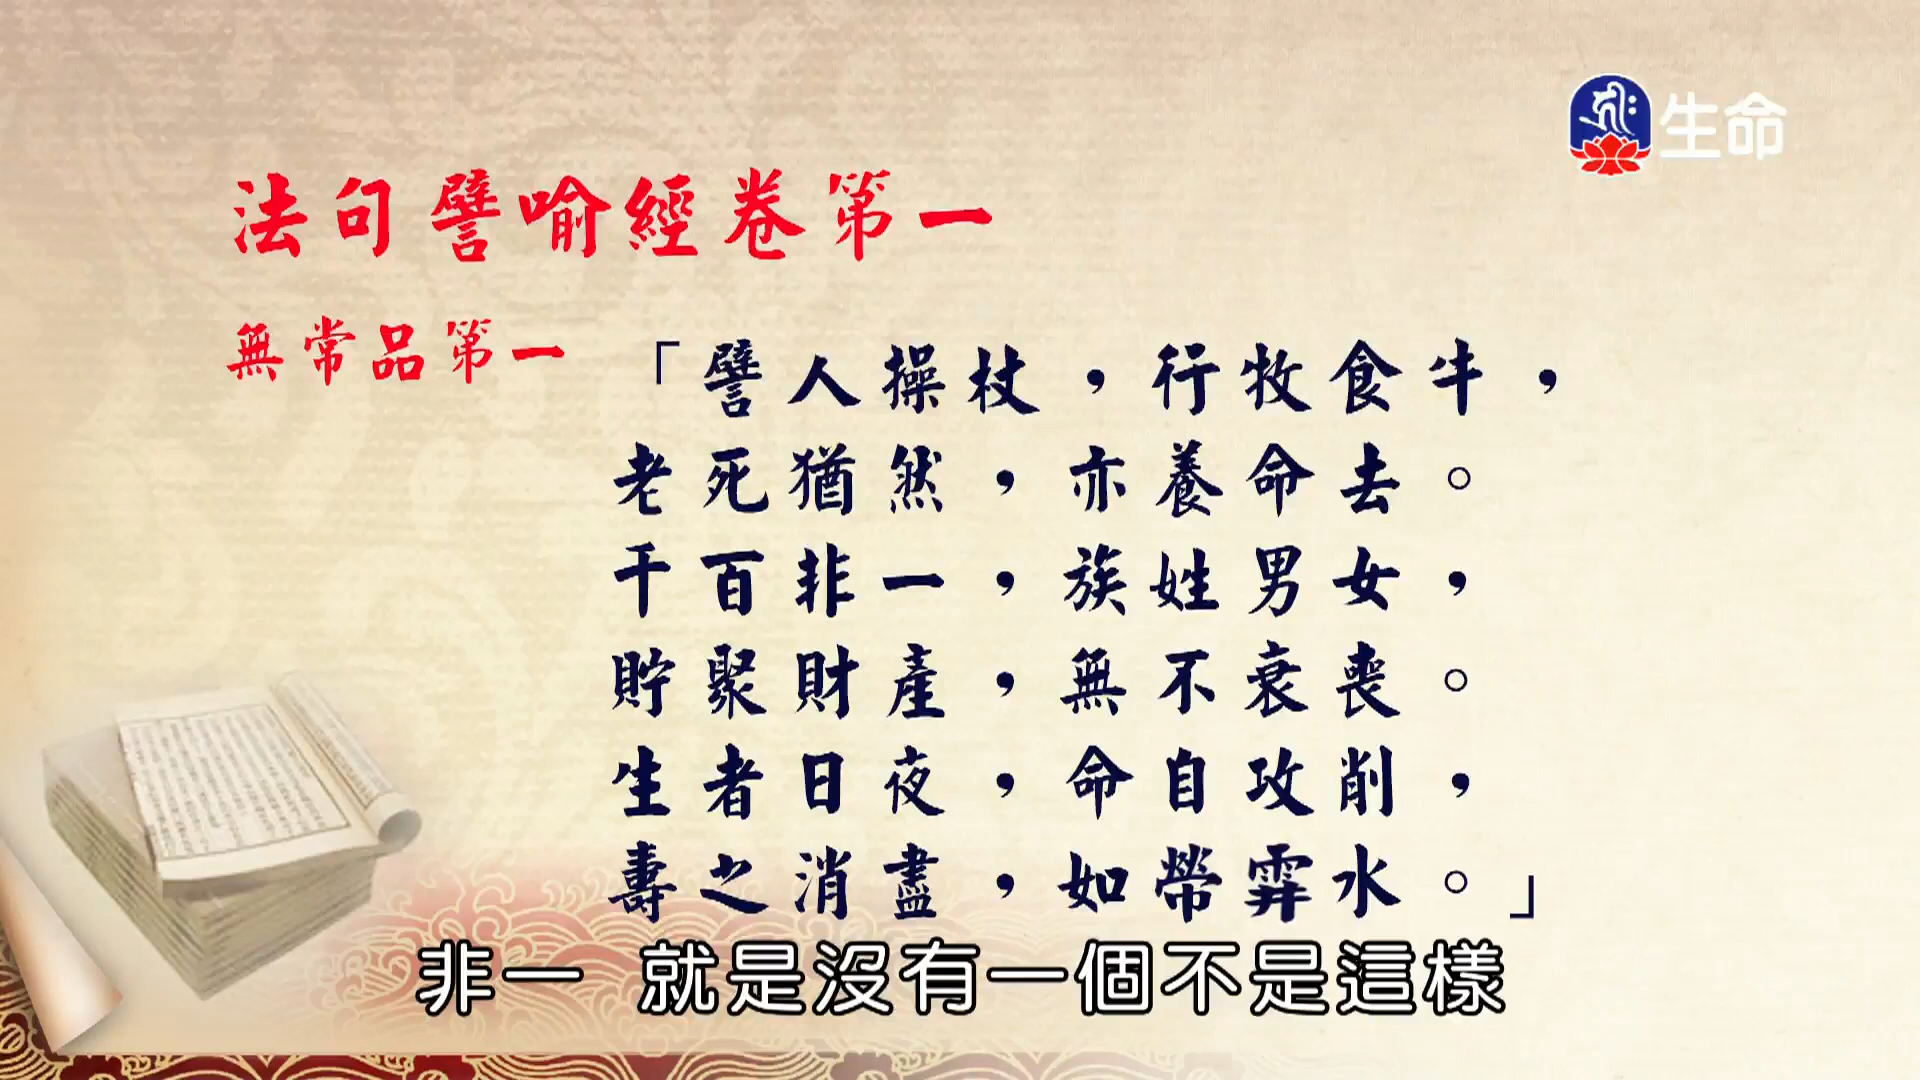 生命
法句譬喻經卷第一
無常品第一
「譬人操杖，行牧食牛，
老死猶然，亦養命去。
千百非一，族姓男女，
貯聚財產，無不衰喪。
生者日夜，命自攻削，
壽之消盡，如㷀霏水。」
非一 就是沒有一個不是這樣